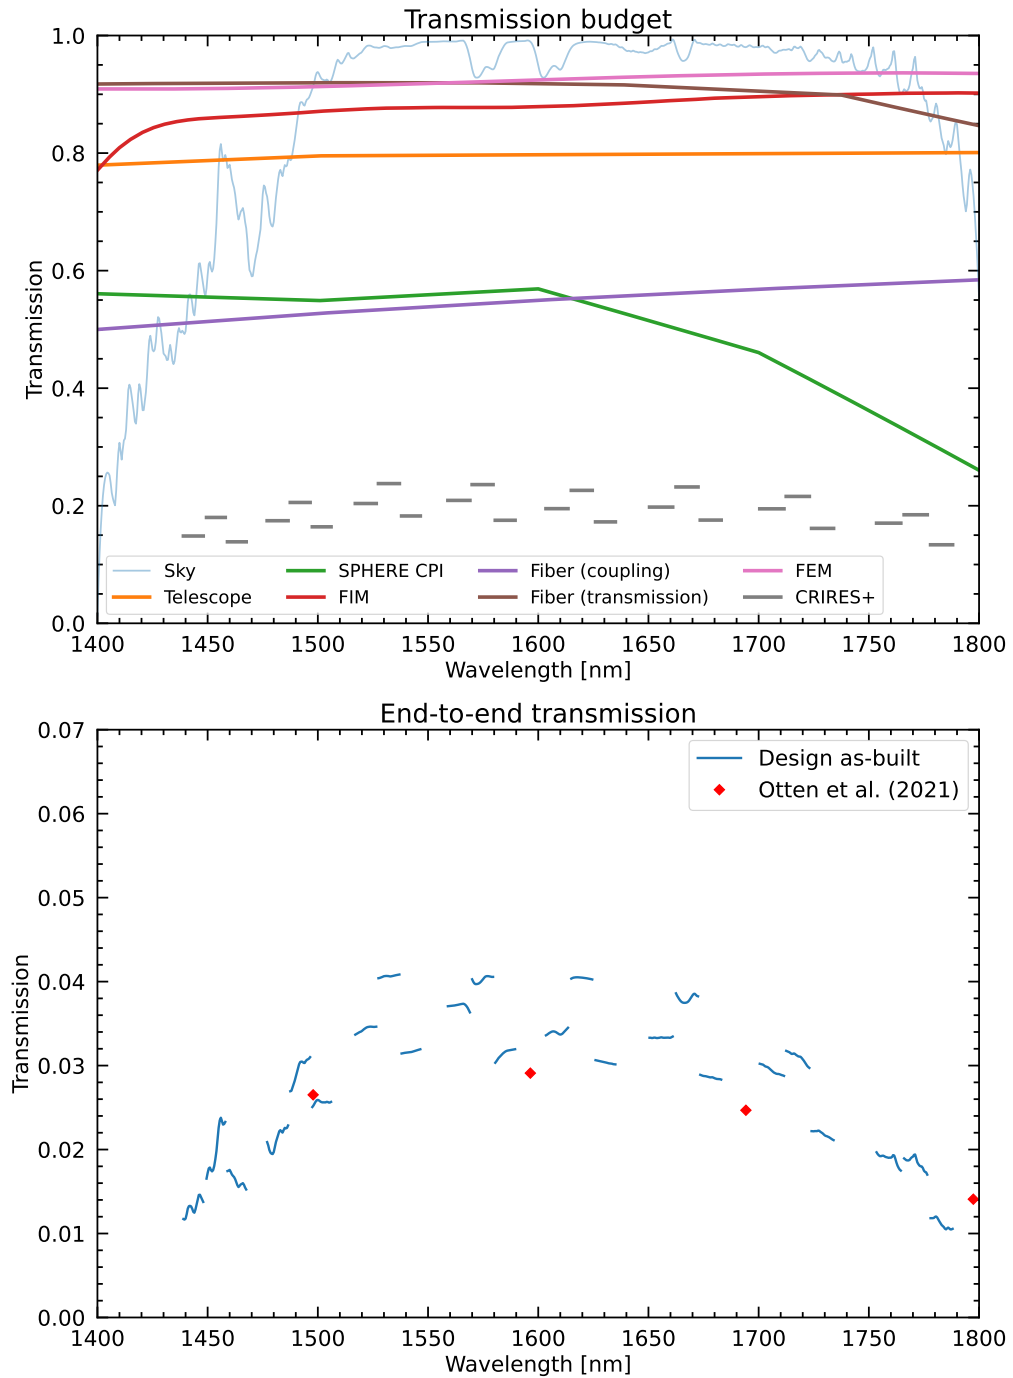 Transmission budget
1.0
0.8
0.6
0.4
0.2
0.0
Transmission
Sky
Telescope
SPHERE CPI
FIM
Fiber (coupling)
Fiber (transmission)
FEM
CRIRES+
1400 1450 1500 1550 1600 1650 1700 1750 1800
Wavelength [nm]
End-to-end transmission
0.07
0.06
0.05
0.04
0.03
0.02
0.01
0.00
Transmission
Design as-built
Otten et al. (2021)
1400 1450 1500 1550 1600 1650 1700 1750 1800
Wavelength [nm]